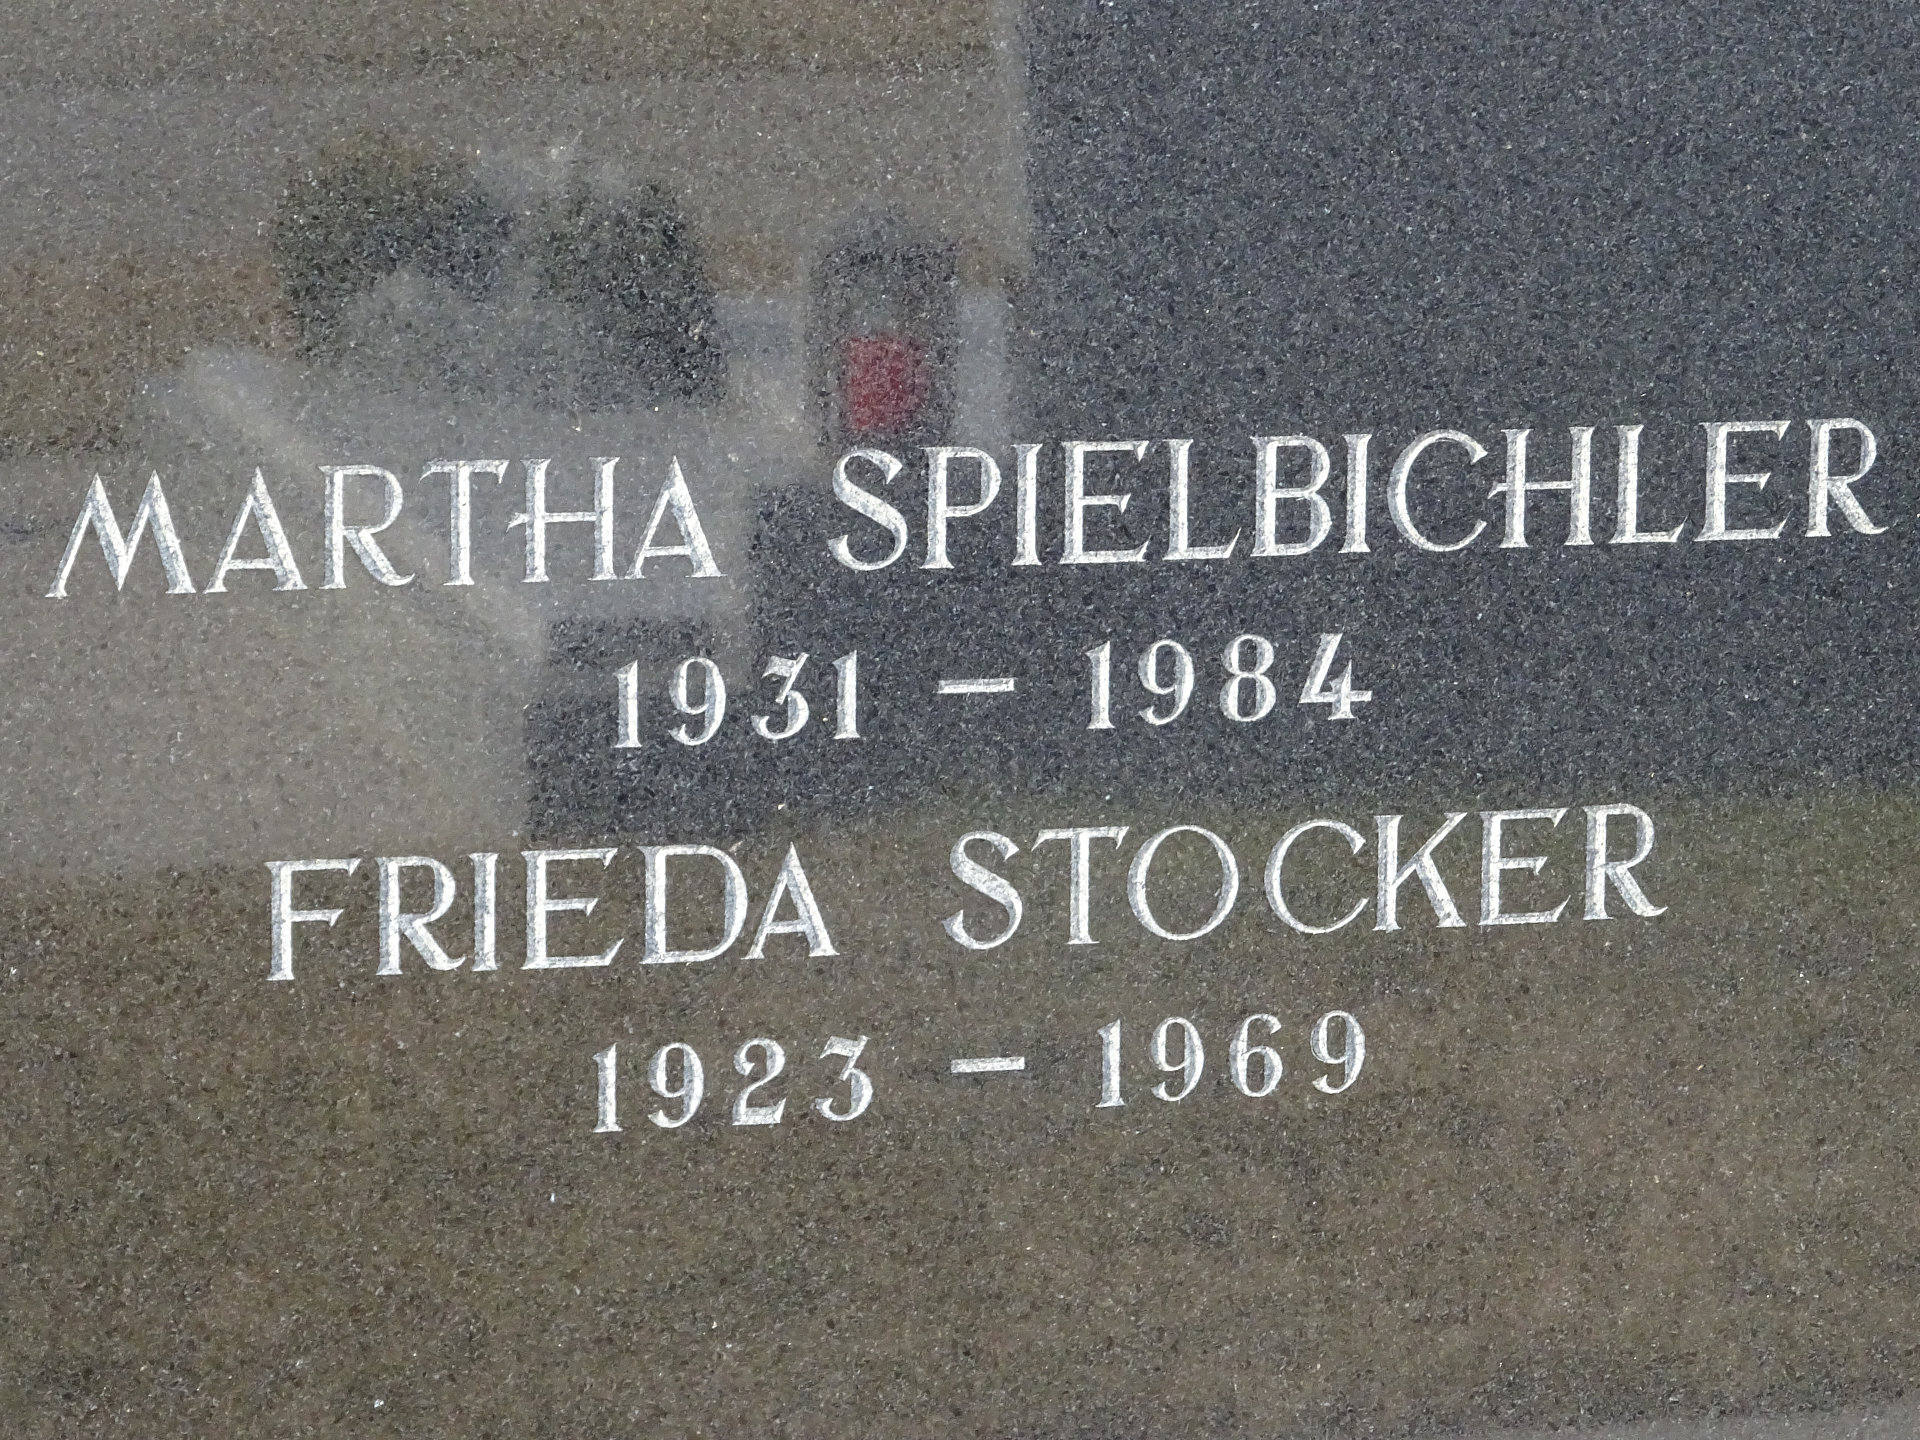 MARTHA SPIELBICHLER
1931 – 1984
FRIEDA STOCKER
1923 – 1969